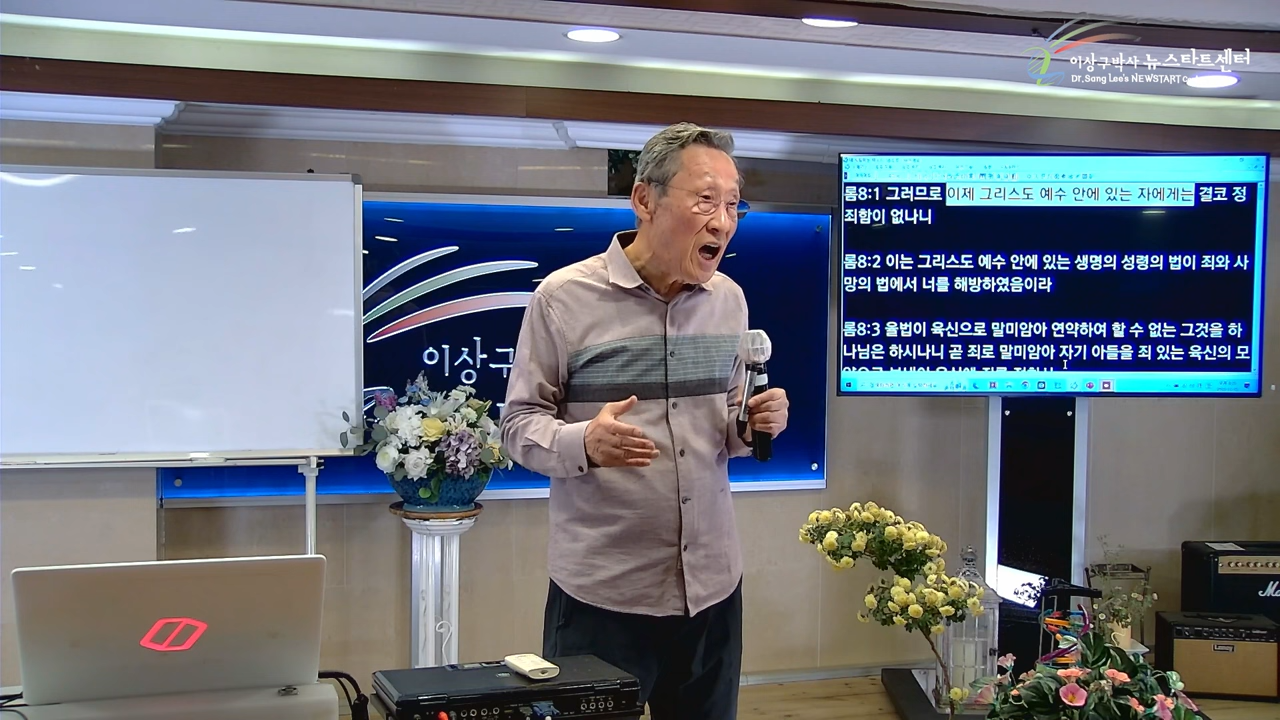 이상구박사 뉴스타트센터
Dr. Sang Lee's NEWSTART
롬8:1 그러므로 이제 그리스도 예수 안에 있는 자에게는 결코 정
죄함이 없나니
롬8:2 이는 그리스도 예수 안에 있는 생명의 성령의 법이 죄와 사
망의 법에서 너를 해방하였음이라
롬8:3 율법이 육신으로 말미암아 연약하여 할 수 없는 그것을 하
나님은 하시나니 곧 죄로 말미암아 자기 아들을 죄 있는 육신의 모
이상구
Laney